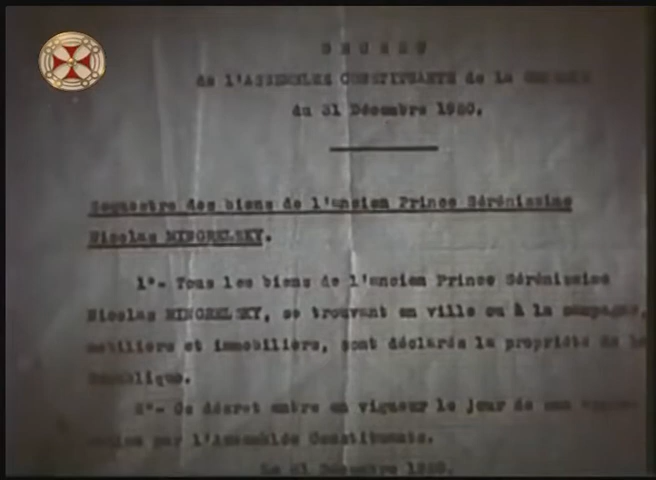 DECRET
de l'ASSEMBLEE CONSTITUANTE de la
du 31 Décembre 1920.
Sequestre des biens de l'ancien Prince Sérénissime
Nicolas MINGRELSKY.
1°- Tous les biens de l'ancien Prince Sérénissime
Nicolas MINGRELSKY, se trouvant en ville ou à la campagne,
mobiliers et immobiliers, sont déclarés la propriété de la
République.
2°- Ce décret entre en vigueur le jour de son
par l'Assemblée Constituante.
Le 31 Décembre 1920.